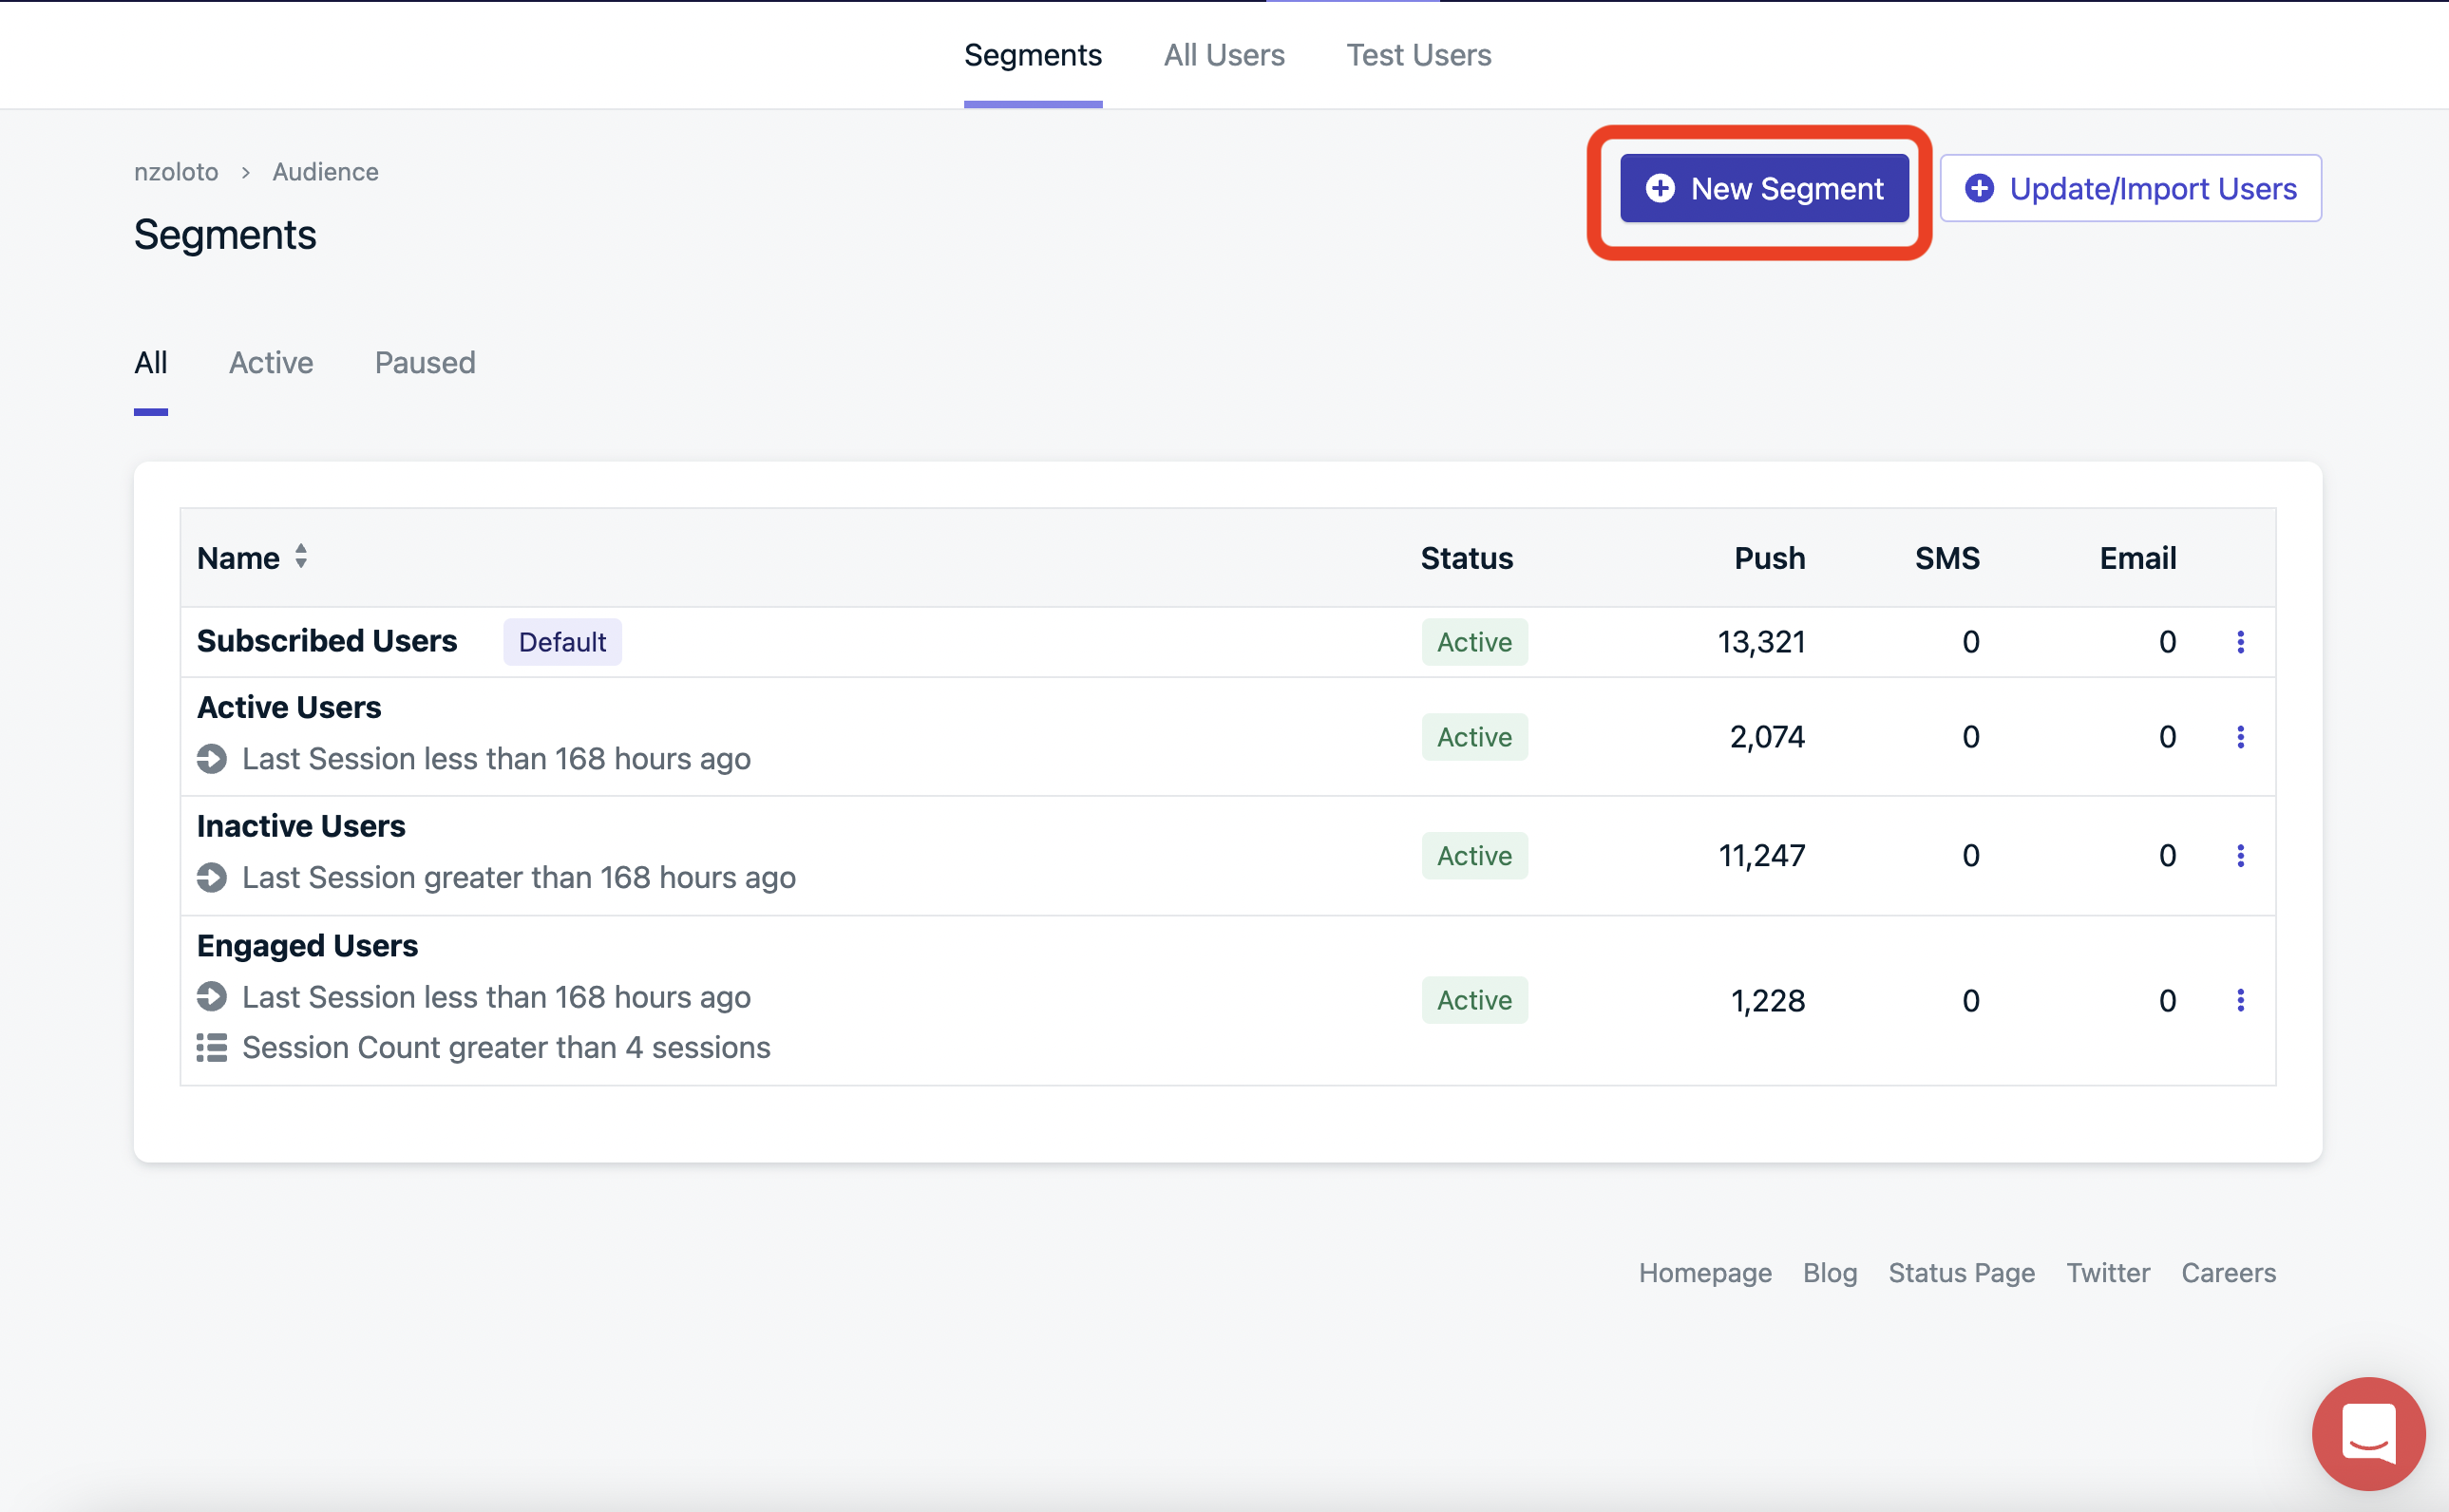 Segments All Users Test Users
nzoloto > Audience
New Segment Update/Import Users
Segments
All Active Paused
Name Status Push SMS Email
Subscribed Users Default Active 13,321 0 0
Active Users
Last Session less than 168 hours ago
Active 2,074 0 0
Inactive Users
Last Session greater than 168 hours ago
Active 11,247 0 0
Engaged Users
Last Session less than 168 hours ago
Session Count greater than 4 sessions
Active 1,228 0 0
Homepage Blog Status Page Twitter Careers